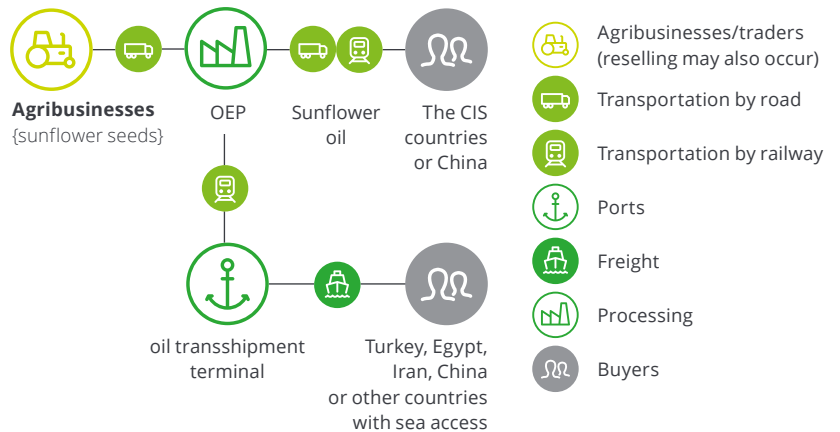 Agribusinesses
{sunflower seeds}
OEP
Sunflower
oil
The CIS
countries
or China
oil transshipment
terminal
Turkey, Egypt,
Iran, China
or other countries
with sea access
Agribusinesses/traders
(reselling may also occur)
Transportation by road
Transportation by railway
Ports
Freight
Processing
Buyers